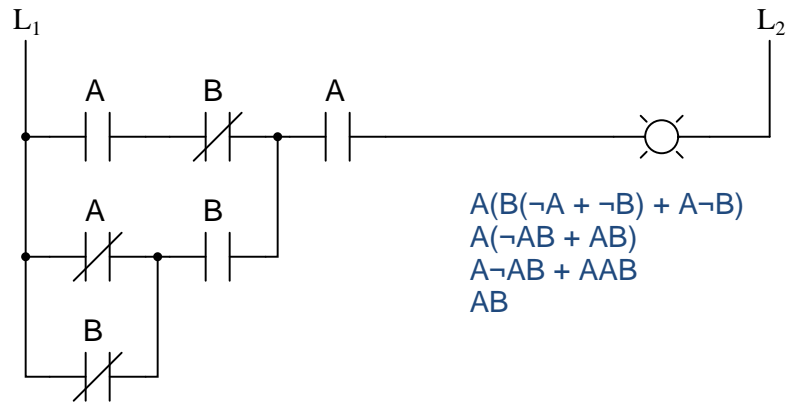 L₁ L₂
A B A
A B
B
A(B(¬A + ¬B) + A¬B)
A(¬AB + AB)
A¬AB + AAB
AB